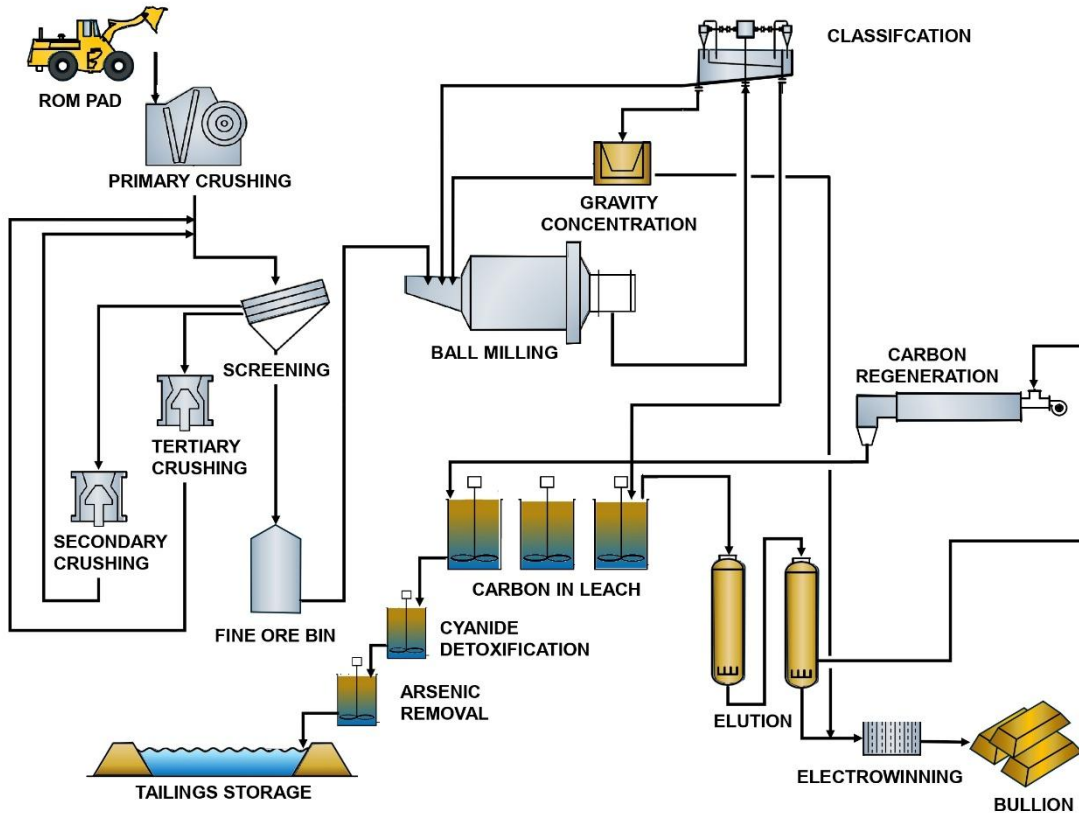 CLASSIFCATION
ROM PAD
PRIMARY CRUSHING
GRAVITY
CONCENTRATION
BALL MILLING
SCREENING
CARBON
REGENERATION
TERTIARY
CRUSHING
SECONDARY
CRUSHING
CARBON IN LEACH
FINE ORE BIN
CYANIDE
DETOXIFICATION
ARSENIC
REMOVAL
ELUTION
TAILINGS STORAGE
ELECTROWINNING
BULLION